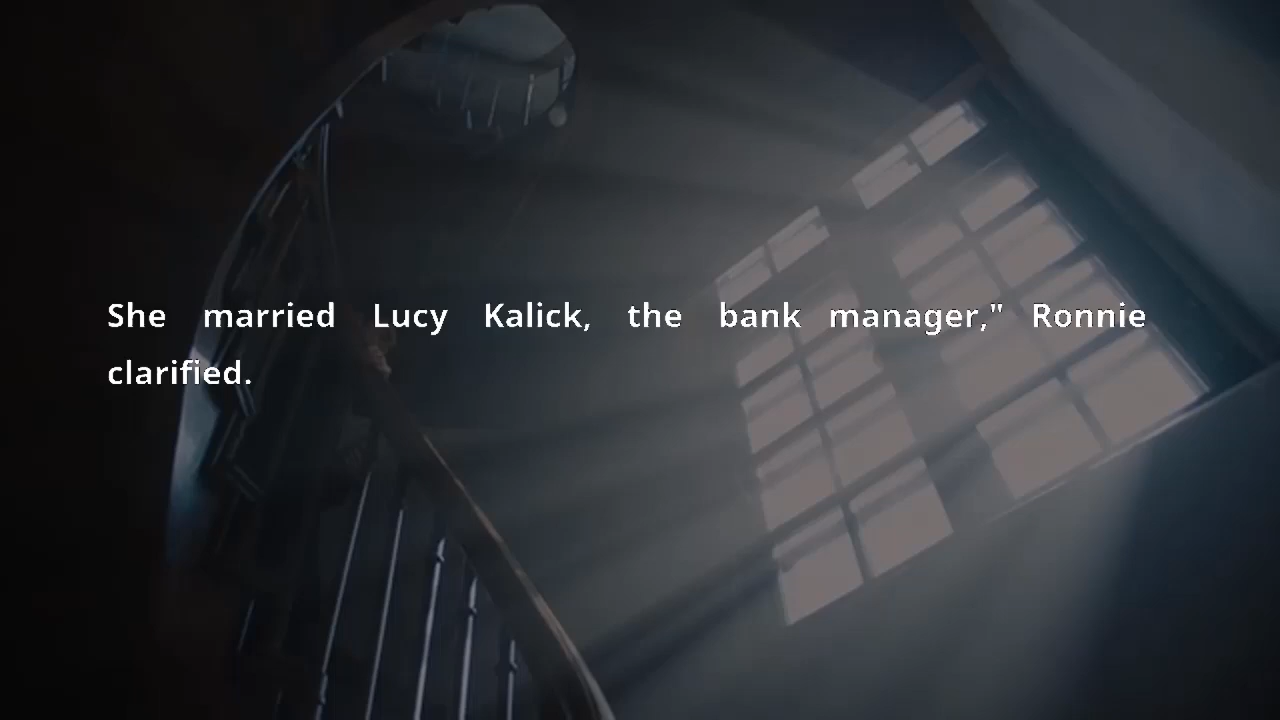 She married Lucy Kalick, the bank manager," Ronnie
clarified.